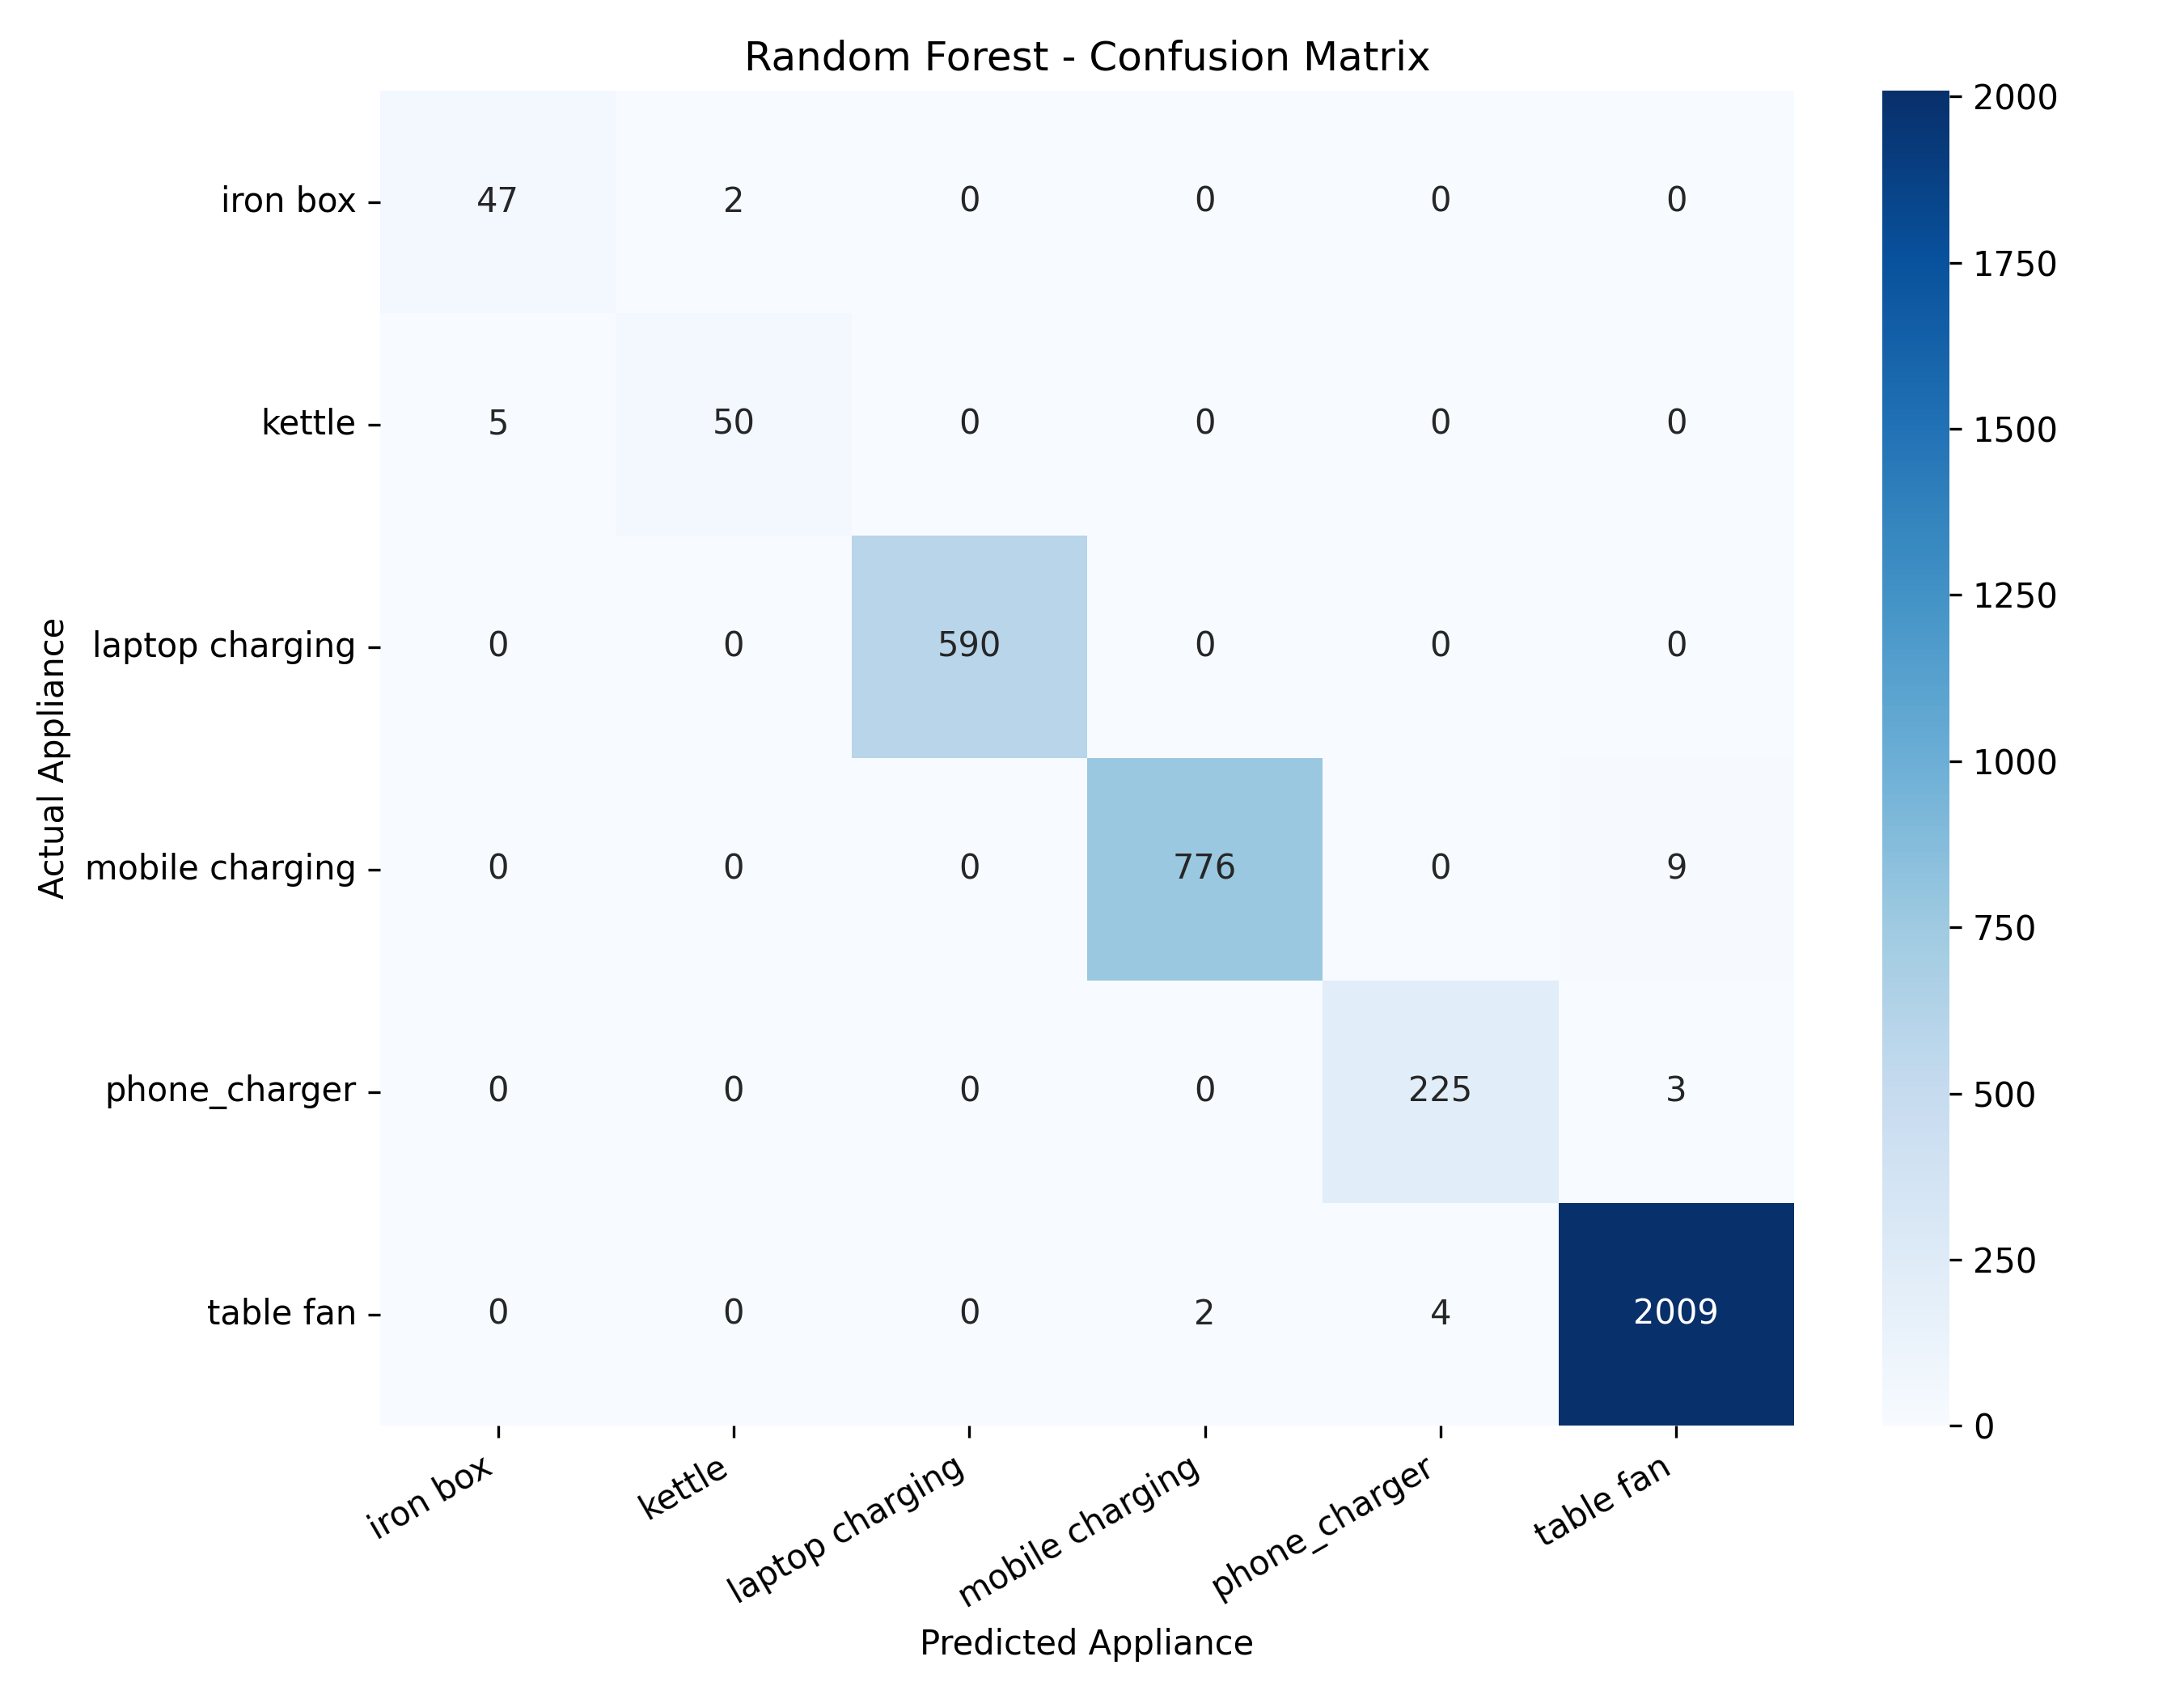 Random Forest - Confusion Matrix
iron box 47 2 0 0 0 0
kettle 5 50 0 0 0 0
laptop charging 0 0 590 0 0 0
mobile charging 0 0 0 776 0 9
phone_charger 0 0 0 0 225 3
table fan 0 0 0 2 4 2009
Actual Appliance
iron box kettle laptop charging mobile charging phone_charger table fan
Predicted Appliance
2000
1750
1500
1250
1000
750
500
250
0